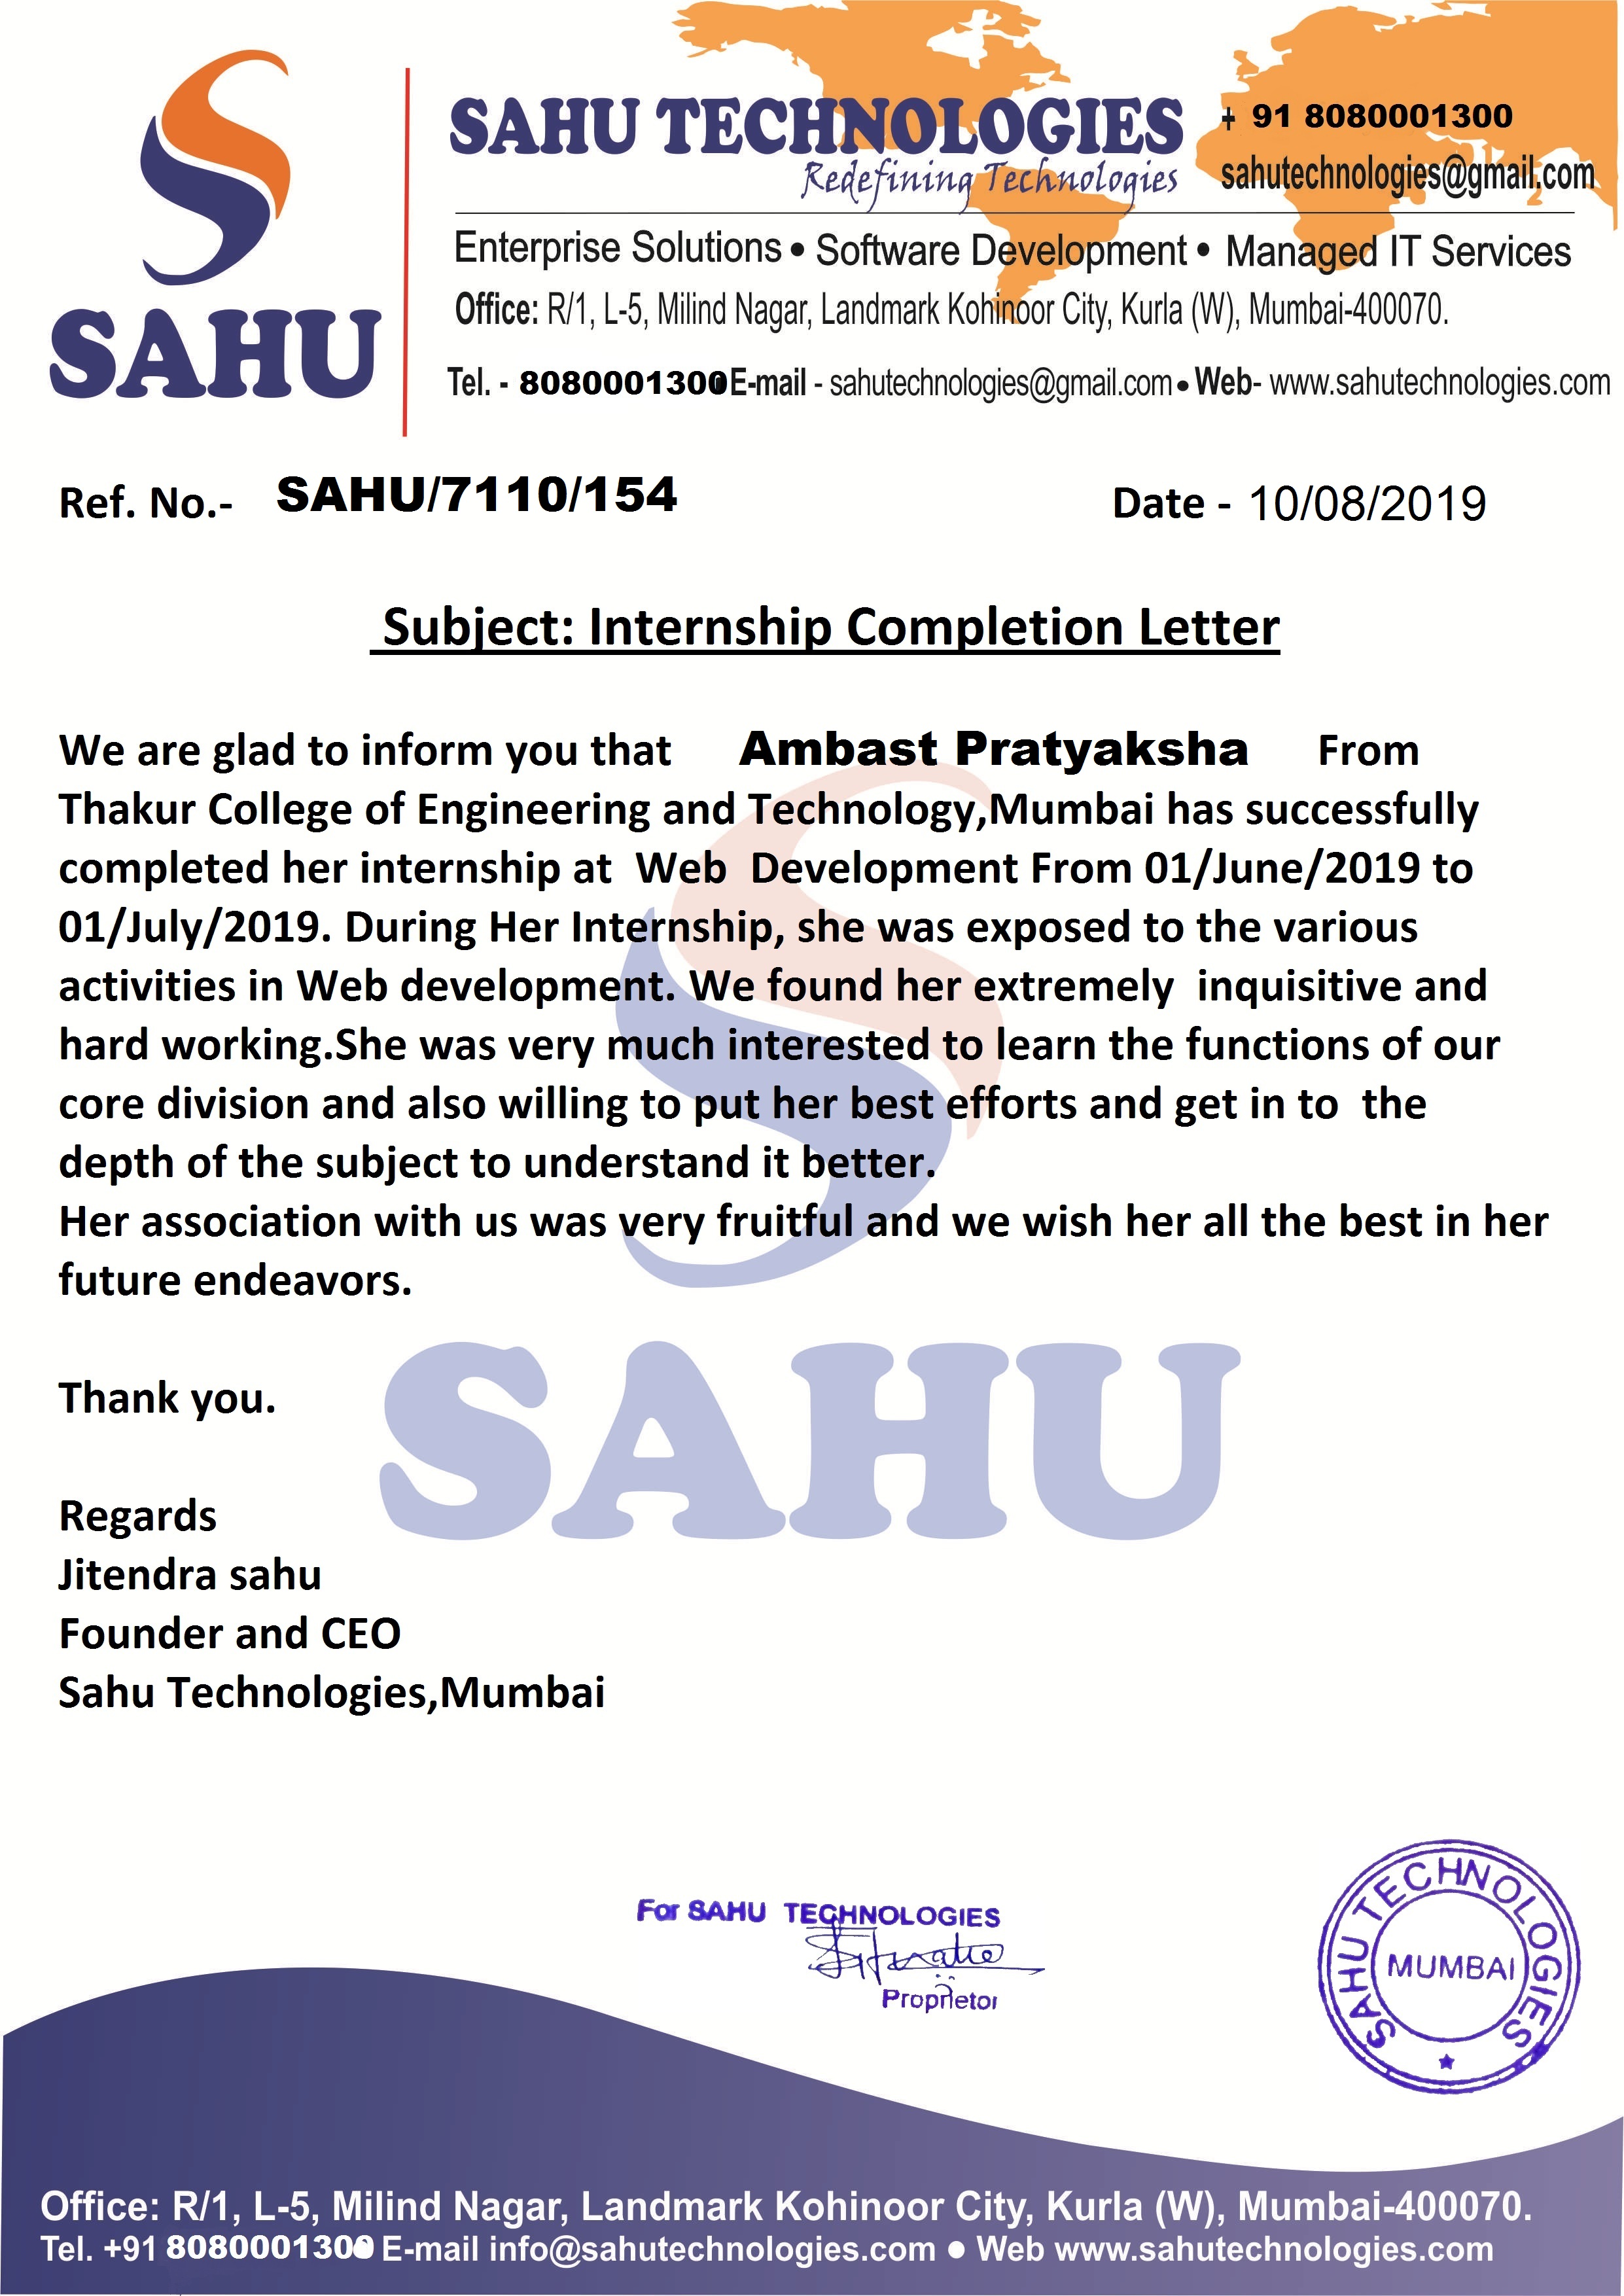 SAHU
SAHU TECHNOLOGIES
Redefining Technologies
+ 91 8080001300
sahutechnologies@gmail.com
Enterprise Solutions • Software Development • Managed IT Services
Office: R/1, L-5, Milind Nagar, Landmark Kohinoor City, Kurla (W), Mumbai-400070.
Tel. - 8080001300 E-mail - sahutechnologies@gmail.com • Web- www.sahutechnologies.com
Ref. No.- SAHU/7110/154 Date - 10/08/2019
Subject: Internship Completion Letter
We are glad to inform you that Ambast Pratyaksha From
Thakur College of Engineering and Technology,Mumbai has successfully
completed her internship at Web Development From 01/June/2019 to
01/July/2019. During Her Internship, she was exposed to the various
activities in Web development. We found her extremely inquisitive and
hard working.She was very much interested to learn the functions of our
core division and also willing to put her best efforts and get in to the
depth of the subject to understand it better.
Her association with us was very fruitful and we wish her all the best in her
future endeavors.
SAHU
Thank you.
Regards
Jitendra sahu
Founder and CEO
Sahu Technologies,Mumbai
For SAHU TECHNOLOGIES
Proprietor
SAHU TECHNOLOGIES
MUMBAI
Office: R/1, L-5, Milind Nagar, Landmark Kohinoor City, Kurla (W), Mumbai-400070.
Tel. +91 8080001300 E-mail info@sahutechnologies.com • Web www.sahutechnologies.com